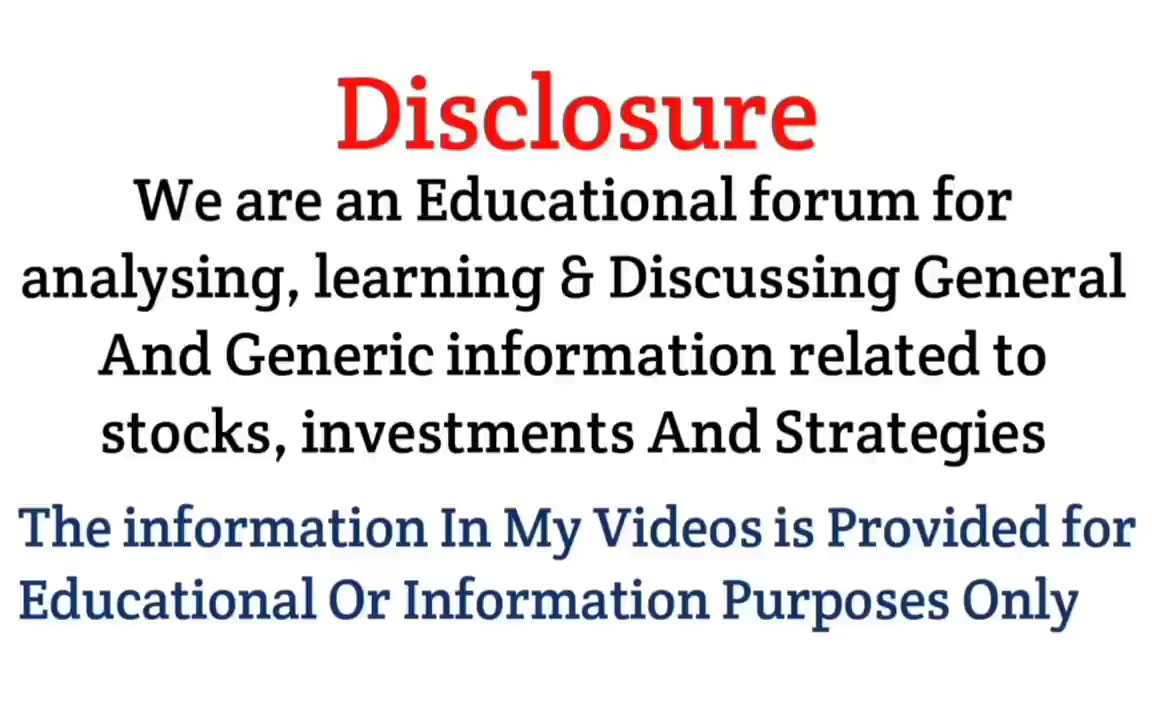 Disclosure
We are an Educational forum for
analysing, learning & Discussing General
And Generic information related to
stocks, investments And Strategies
The information In My Videos is Provided for
Educational Or Information Purposes Only